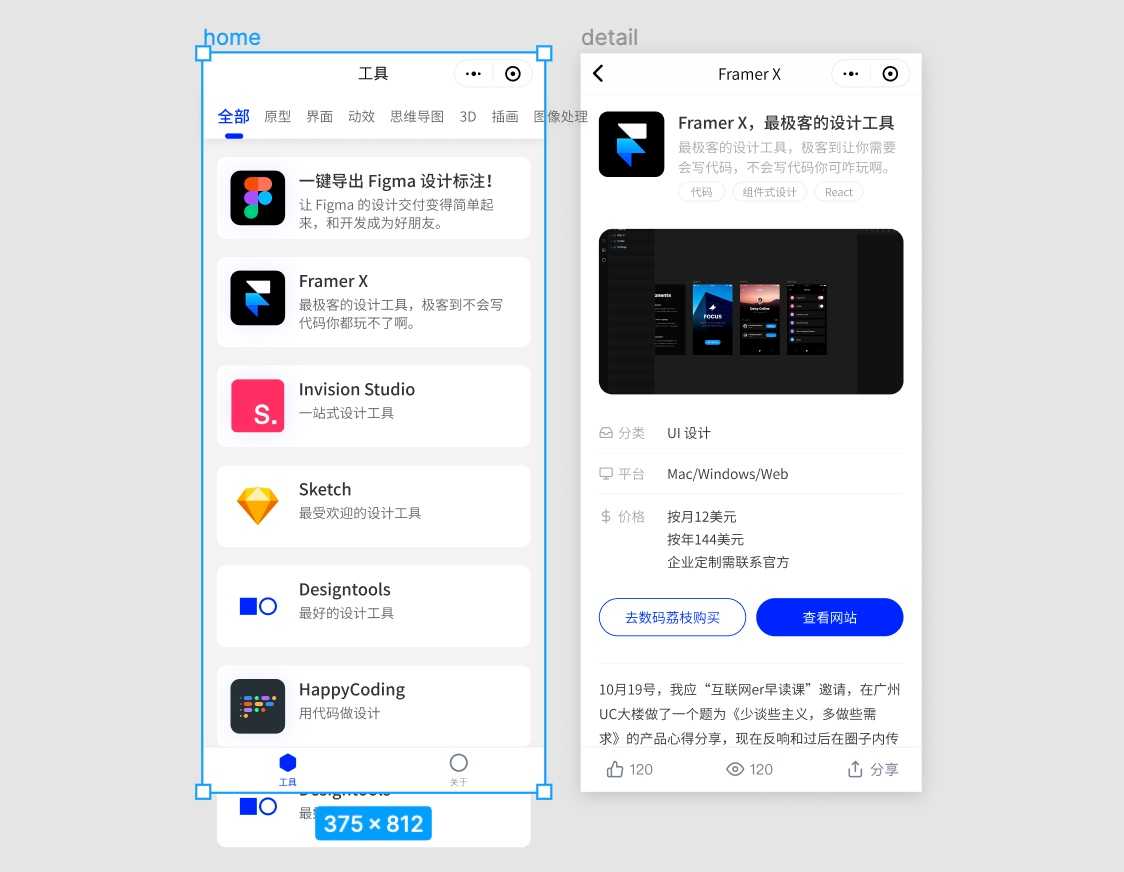 home
工具
全部 原型 界面 动效 思维导图 3D 插画 图像处理
一键导出 Figma 设计标注！
让 Figma 的设计交付变得简单起
来，和开发成为好朋友。
Framer X
最极客的设计工具，极客到不会写
代码你都玩不了啊。
S.
Invision Studio
一站式设计工具
Sketch
最受欢迎的设计工具
Designtools
最好的设计工具
HappyCoding
用代码做设计
工具 关于
Designtools
375 × 812
detail
Framer X
Framer X，最极客的设计工具
最极客的设计工具，极客到让你需要
会写代码，不会写代码你可咋玩啊。
代码 组件式设计 React
FOCUS
分类 UI 设计
平台 Mac/Windows/Web
价格 按月12美元
按年144美元
企业定制需联系官方
去数码荔枝购买 查看网站
10月19号，我应“互联网er早读课”邀请，在广州
UC大楼做了一个题为《少谈些主义，多做些需
求》的产品心得分享，现在反响和过后在圈子内传
120 120 分享